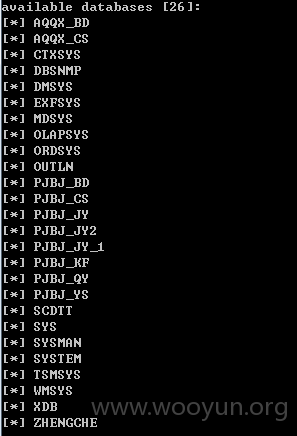 available databases [26]:
[*] AQQX_BD
[*] AQQX_CS
[*] CTXSYS
[*] DBSNMP
[*] DMSYS
[*] EXFSYS
[*] MDSYS
[*] OLAPSYS
[*] ORDSYS
[*] OUTLN
[*] PJBJ_BD
[*] PJBJ_CS
[*] PJBJ_JY
[*] PJBJ_JY2
[*] PJBJ_JY_1
[*] PJBJ_KF
[*] PJBJ_QY
[*] PJBJ_YS
[*] SCDTT
[*] SYS
[*] SYSMAN
[*] SYSTEM
[*] TSMSYS
[*] WMSYS
[*] XDB
[*] ZHENGCHE
www.wooyun.org